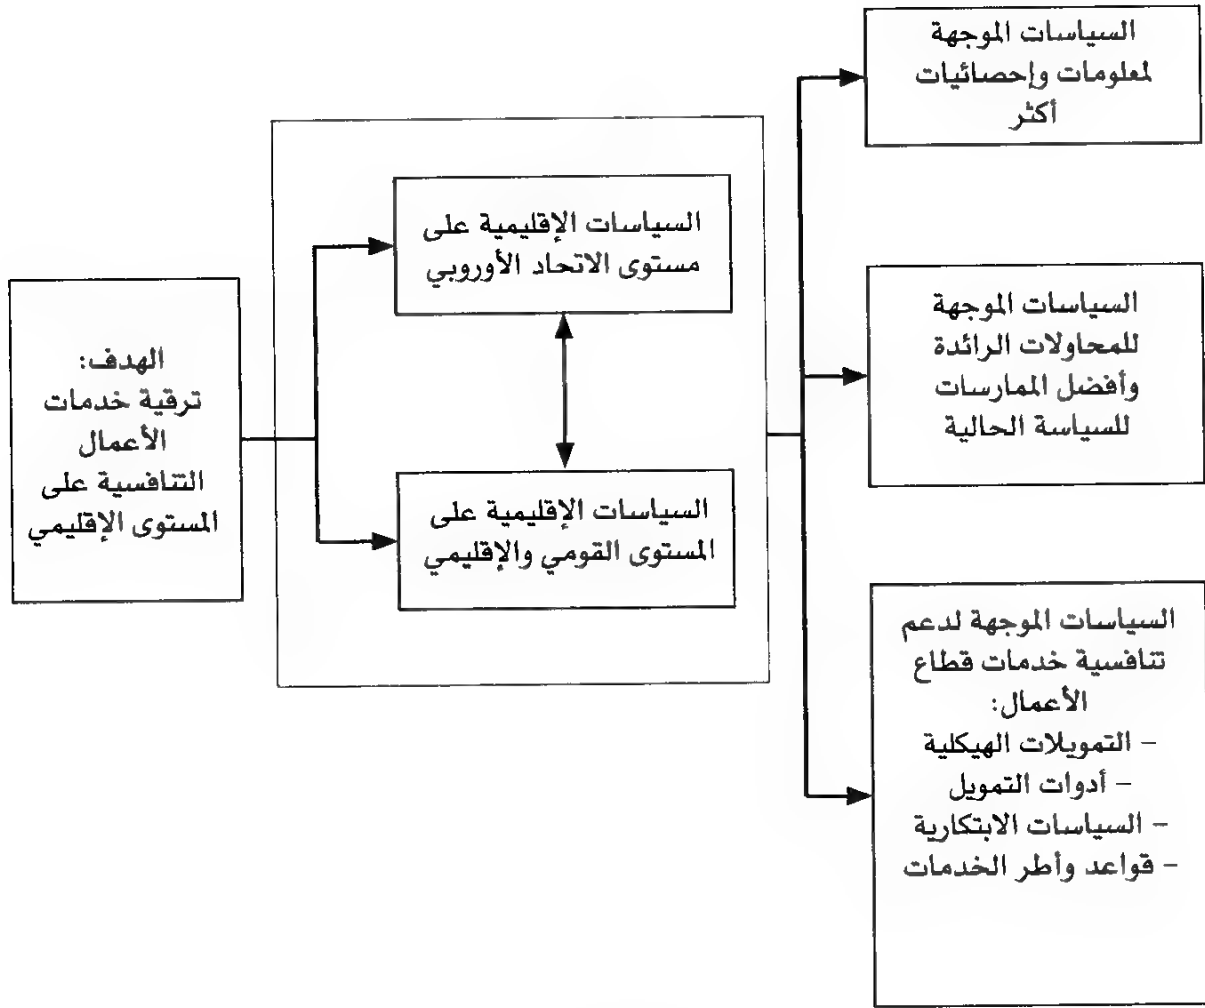 الهدف:
ترقية خدمات
الأعمال
التنافسية على
المستوى الإقليمي
السياسات الإقليمية على
مستوى الاتحاد الأوروبي
السياسات الإقليمية على
المستوى القومي والإقليمي
السياسات الموجهة
لمعلومات وإحصائيات
أكثر
السياسات الموجهة
للمحاولات الرائدة
وأفضل الممارسات
للسياسة الحالية
السياسات الموجهة لدعم
تنافسية خدمات قطاع
الأعمال:
– التمويلات الهيكلية
– أدوات التمويل
– السياسات الابتكارية
– قواعد وأطر الخدمات